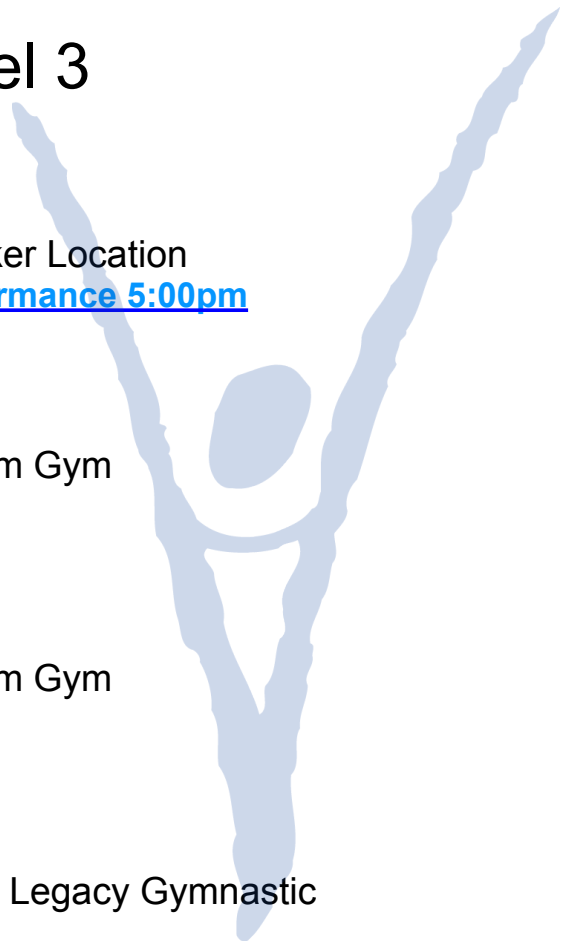 el 3
ker Location
rmance 5:00pm
m Gym
m Gym
Legacy Gymnastic